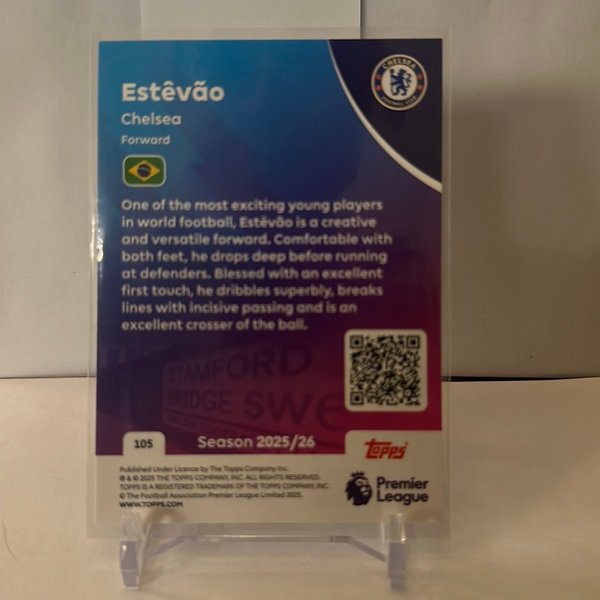 Estêvão
CHELSEA
FOOTBALL CLUB
Chelsea
Forward
One of the most exciting young players
in world football, Estêvão is a creative
and versatile forward. Comfortable with
both feet, he drops deep before running
at defenders. Blessed with an excellent
first touch, he dribbles superbly, breaks
lines with incisive passing and is an
excellent crosser of the ball.
STAMFORD
BRIDGE SW6
105
Season 2025/26
Topps
Published Under Licence by The Topps Company Inc.
® & © 2025 THE TOPPS COMPANY, INC. ALL RIGHTS RESERVED.
TOPPS IS A REGISTERED TRADEMARK OF THE TOPPS COMPANY, INC.
© The Football Association Premier League Limited 2025.
WWW.TOPPS.COM
Premier
League